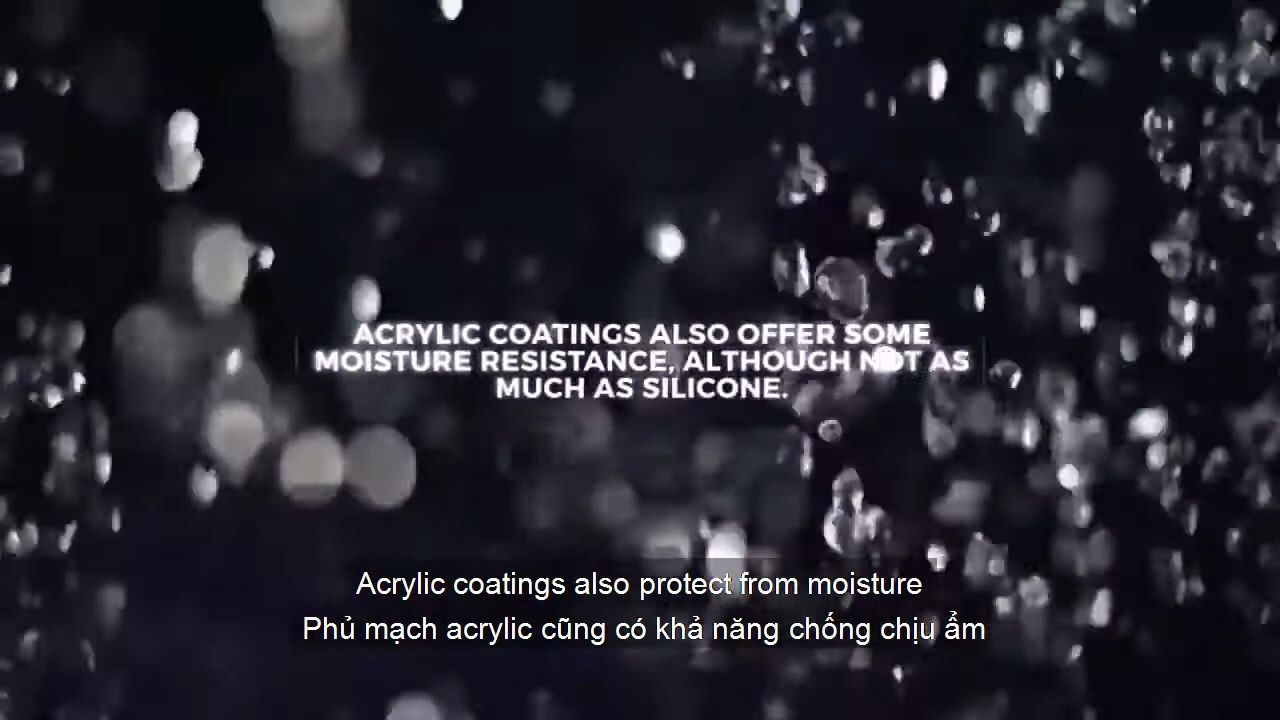 ACRYLIC COATINGS ALSO OFFER SOME
MOISTURE RESISTANCE, ALTHOUGH NOT AS
MUCH AS SILICONE.
Acrylic coatings also protect from moisture
Phủ mạch acrylic cũng có khả năng chống chịu ẩm